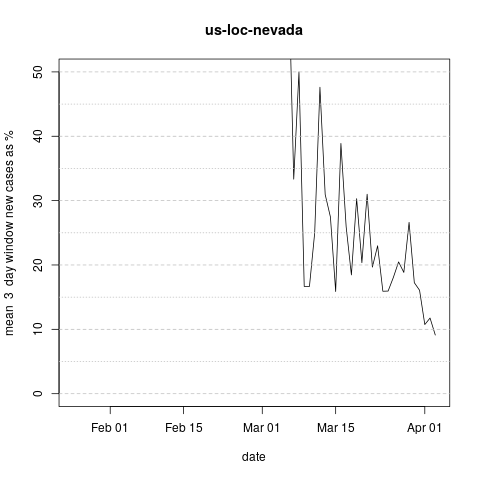 us-loc-nevada
mean  3  day window new cases as %
50
40
30
20
10
0
Feb 01
Feb 15
Mar 01
Mar 15
Apr 01
date